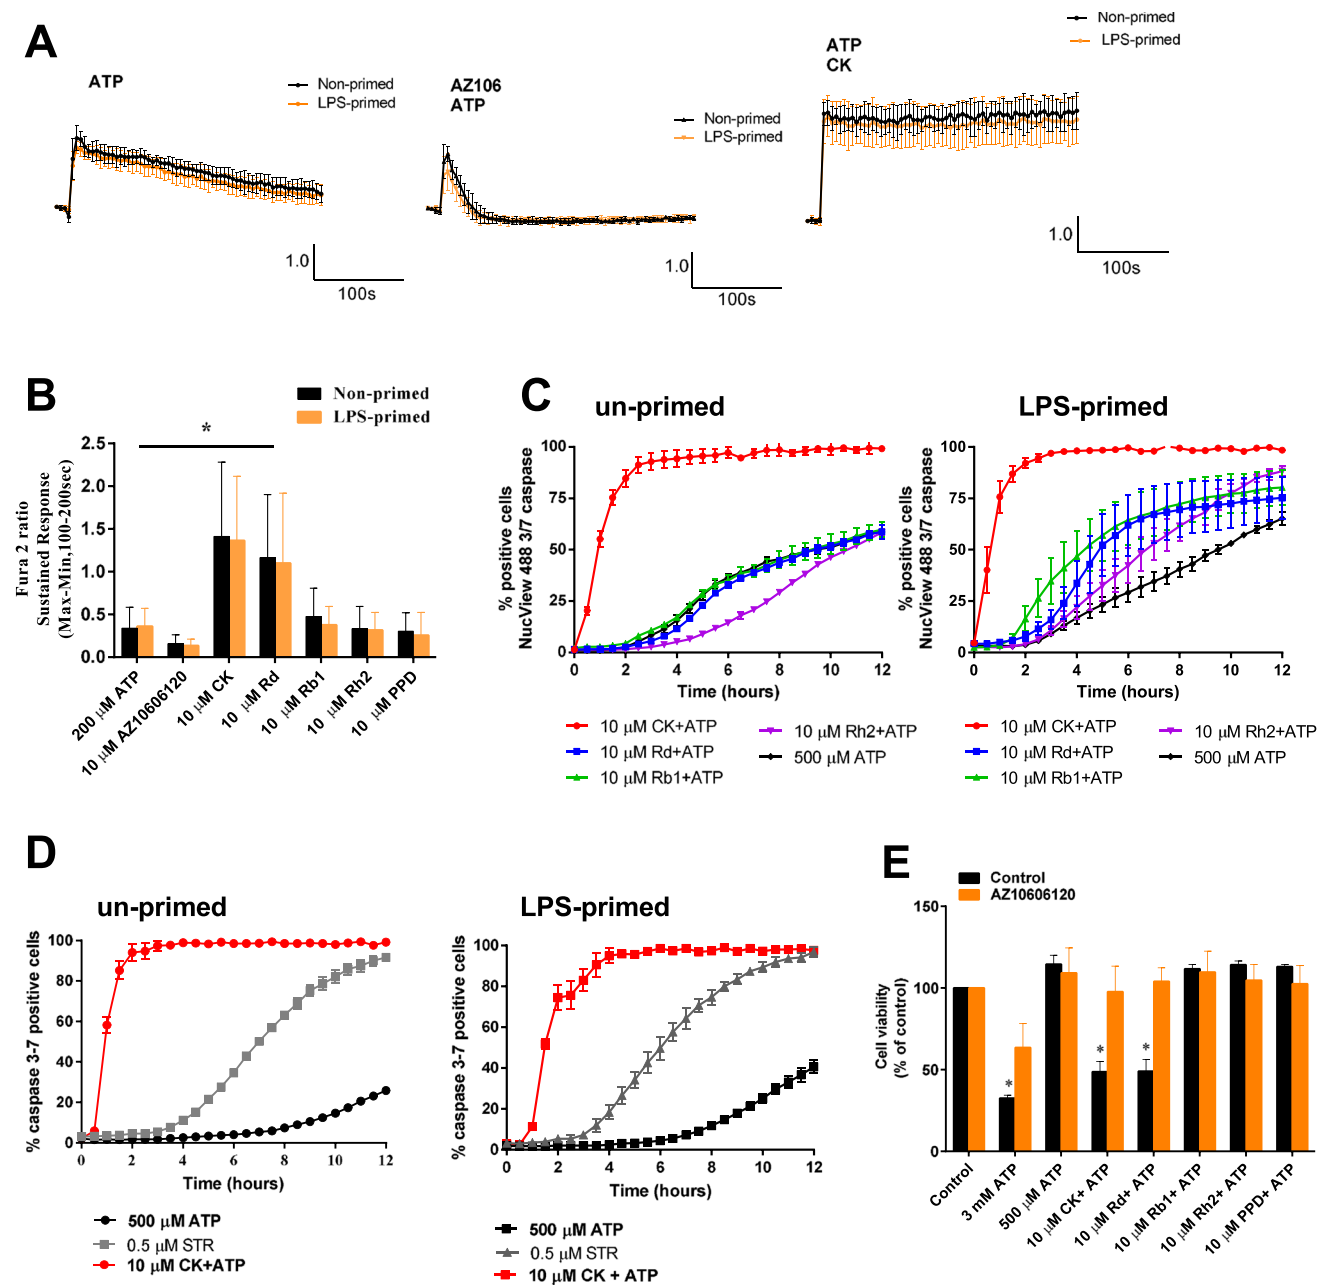 A
ATP
Non-primed
LPS-primed
1.0
100s
AZ106
ATP
Non-primed
LPS-primed
1.0
100s
ATP
CK
Non-primed
LPS-primed
1.0
100s
B
Non-primed
LPS-primed
Fura 2 ratio
Sustained Response
(Max-Min,100-200sec)
2.5
2.0
1.5
1.0
0.5
0.0
*
200 μM ATP
10 μM AZ10606120
10 μM CK
10 μM Rd
10 μM Rb1
10 μM Rh2
10 μM PPD
C
un-primed
% positive cells
NucView 488 3/7 caspase
100
75
50
25
0
0 2 4 6 8 10 12
Time (hours)
10 μM CK+ATP
10 μM Rd+ATP
10 μM Rb1+ATP
10 μM Rh2+ATP
500 μM ATP
LPS-primed
% positive cells
NucView 488 3/7 caspase
100
75
50
25
0
0 2 4 6 8 10 12
Time (hours)
10 μM CK+ATP
10 μM Rd+ATP
10 μM Rb1+ATP
10 μM Rh2+ATP
500 μM ATP
D
un-primed
% caspase 3-7 positive cells
100
80
60
40
20
0
0 2 4 6 8 10 12
Time (hours)
500 μM ATP
0.5 μM STR
10 μM CK+ATP
LPS-primed
% caspase 3-7 positive cells
100
80
60
40
20
0
0 2 4 6 8 10 12
Time (hours)
500 μM ATP
0.5 μM STR
10 μM CK + ATP
E
Control
AZ10606120
Cell viability
(% of control)
150
100
50
0
*
*
*
Control
3 mM ATP
500 μM ATP
10 μM CK+ ATP
10 μM Rd+ ATP
10 μM Rb1+ ATP
10 μM Rh2+ ATP
10 μM PPD+ ATP